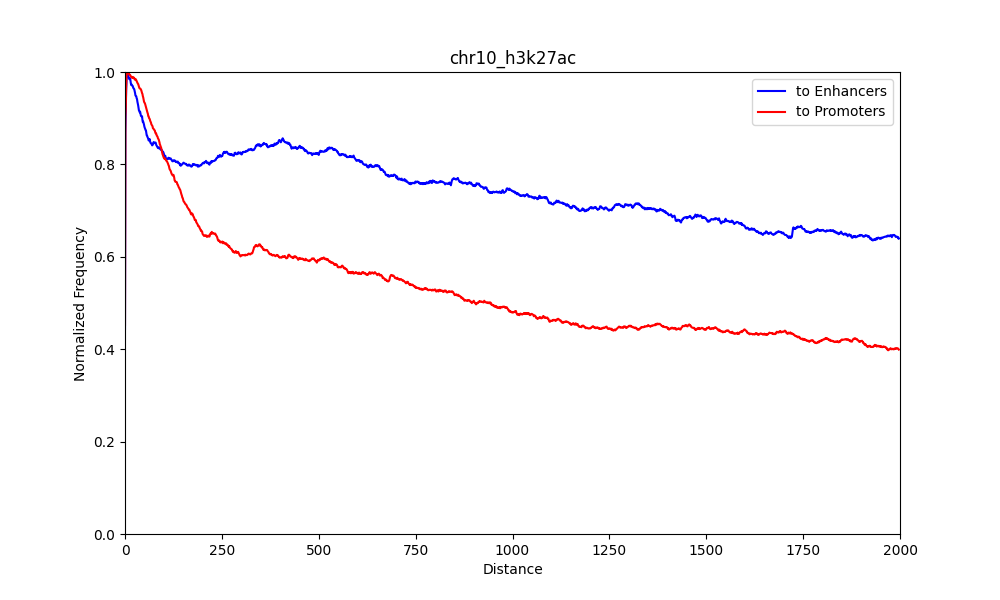 chr10_h3k27ac
to Enhancers
to Promoters
Normalized Frequency
1.0
0.8
0.6
0.4
0.2
0.0
0 250 500 750 1000 1250 1500 1750 2000
Distance